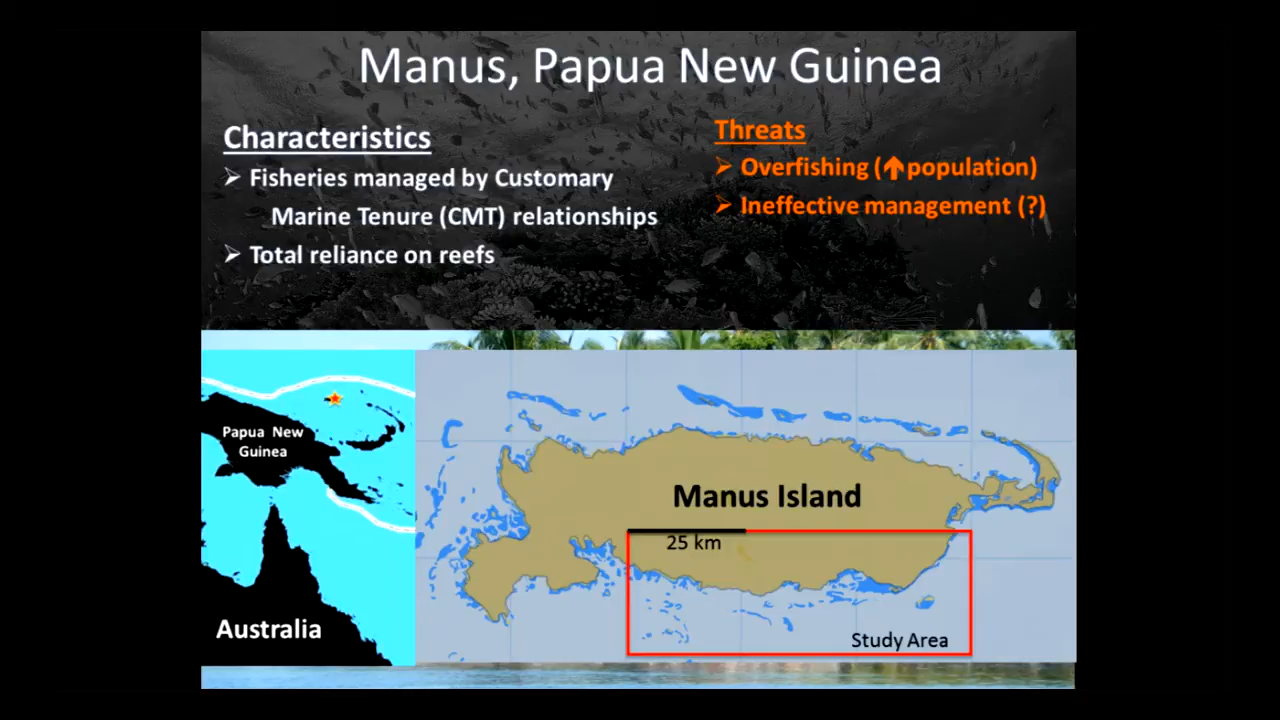 Manus, Papua New Guinea
Characteristics
➢ Fisheries managed by Customary
Marine Tenure (CMT) relationships
➢ Total reliance on reefs
Threats
➢ Overfishing (⬆population)
➢ Ineffective management (?)
Papua New
Guinea
Australia
Manus Island
25 km
Study Area